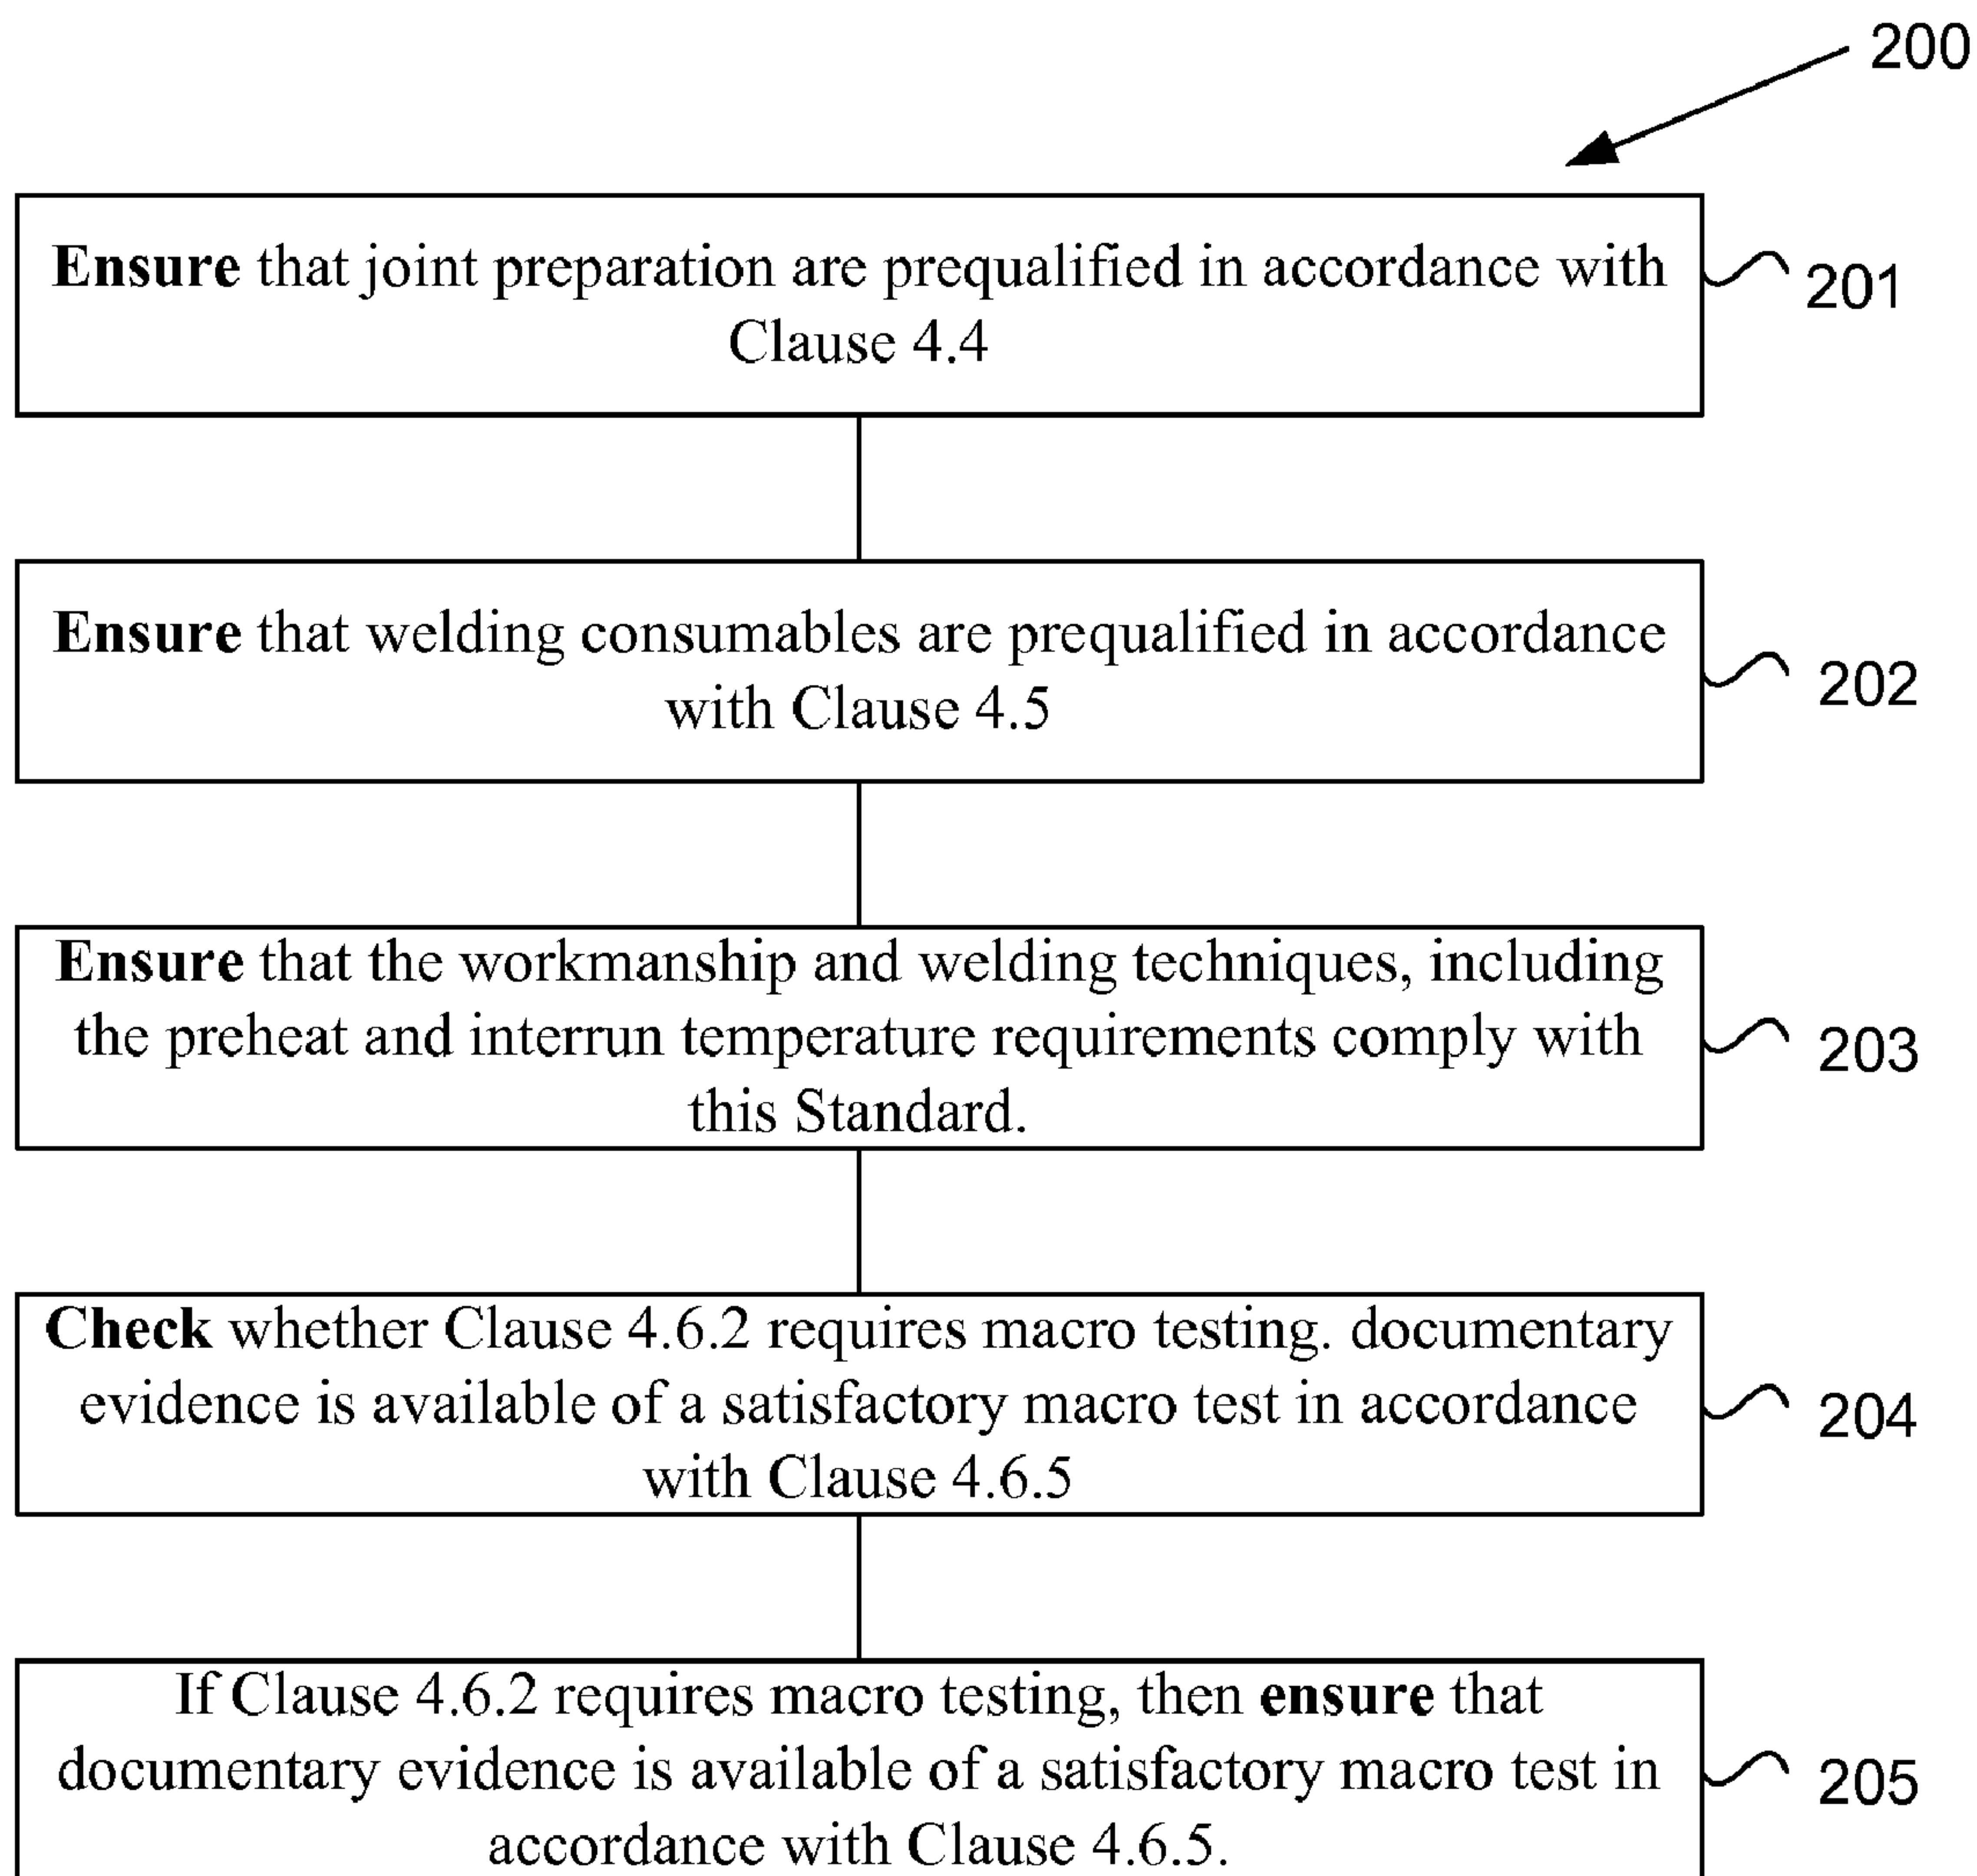 200
Ensure that joint preparation are prequalified in accordance with
Clause 4.4
201
Ensure that welding consumables are prequalified in accordance
with Clause 4.5
202
Ensure that the workmanship and welding techniques, including
the preheat and interrun temperature requirements comply with
this Standard.
203
Check whether Clause 4.6.2 requires macro testing. documentary
evidence is available of a satisfactory macro test in accordance
with Clause 4.6.5
204
If Clause 4.6.2 requires macro testing, then ensure that
documentary evidence is available of a satisfactory macro test in
accordance with Clause 4.6.5.
205